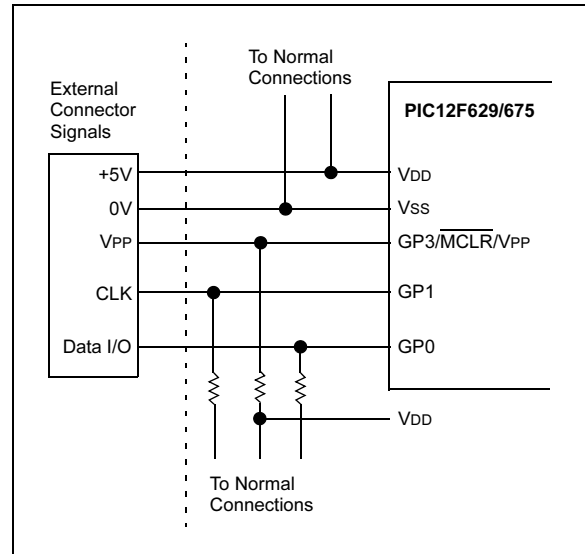 To Normal
Connections
External
Connector
Signals
PIC12F629/675
+5V
VDD
0V
VSS
VPP
GP3/MCLR/VPP
CLK
GP1
Data I/O
GP0
VDD
To Normal
Connections